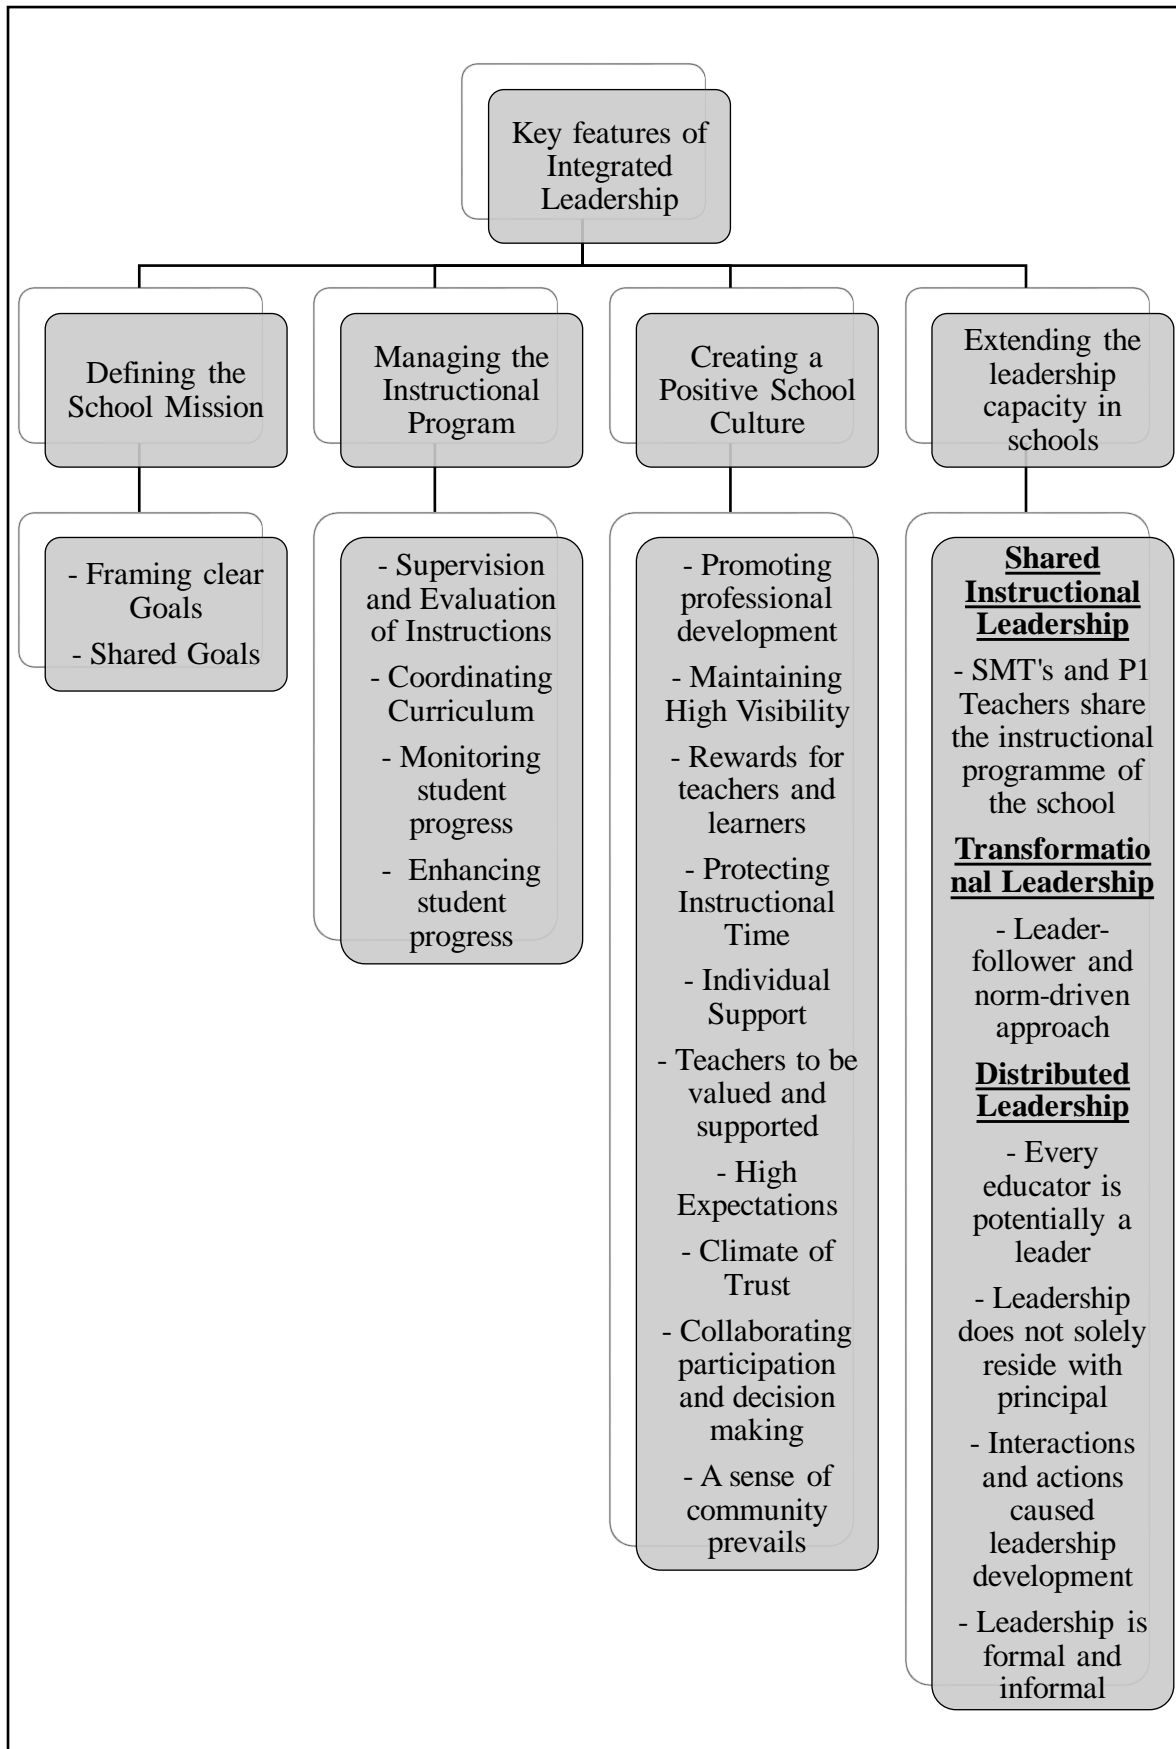 Key features of
Integrated
Leadership
Defining the
School Mission
- Framing clear
Goals
- Shared Goals
Managing the
Instructional
Program
- Supervision
and Evaluation
of Instructions
- Coordinating
Curriculum
- Monitoring
student
progress
- Enhancing
student
progress
Creating a
Positive School
Culture
- Promoting
professional
development
- Maintaining
High Visibility
- Rewards for
teachers and
learners
- Protecting
Instructional
Time
- Individual
Support
- Teachers to be
valued and
supported
- High
Expectations
- Climate of
Trust
- Collaborating
participation
and decision
making
- A sense of
community
prevails
Extending the
leadership
capacity in
schools
Shared
Instructional
Leadership
- SMT's and P1
Teachers share
the instructional
programme of
the school
Transformatio
nal Leadership
- Leader-
follower and
norm-driven
approach
Distributed
Leadership
- Every
educator is
potentially a
leader
- Leadership
does not solely
reside with
principal
- Interactions
and actions
caused
leadership
development
- Leadership is
formal and
informal